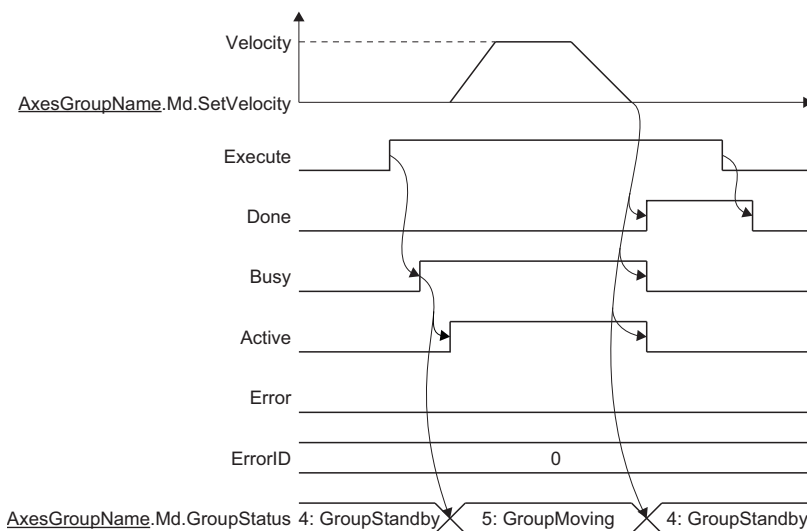 Velocity
AxesGroupName.Md.SetVelocity
Execute
Done
Busy
Active
Error
ErrorID
0
AxesGroupName.Md.GroupStatus 4: GroupStandby 5: GroupMoving 4: GroupStandby